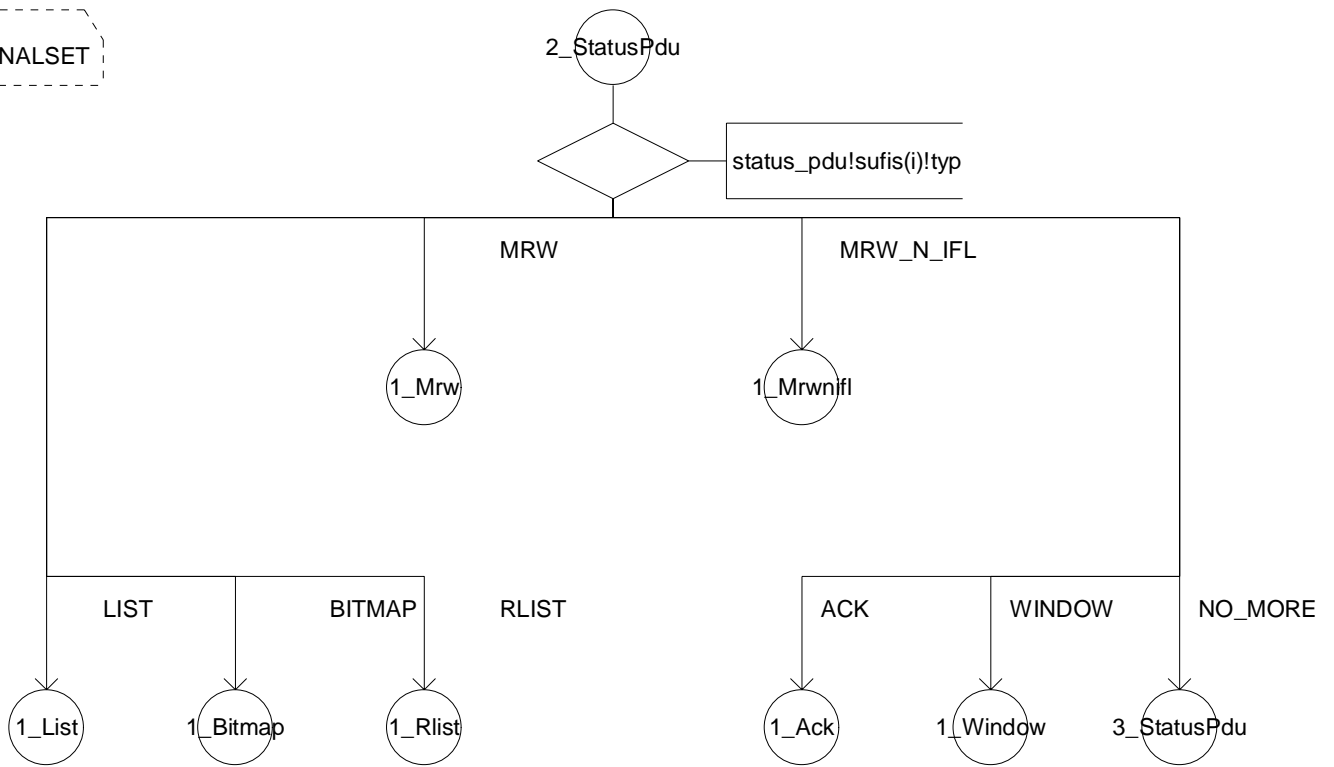 NALSET
2_StatusPdu
status_pdu!sufis(i)!typ
MRW
MRW_N_IFL
1_Mrw
1_Mrwnifl
LIST
BITMAP
RLIST
ACK
WINDOW
NO_MORE
1_List
1_Bitmap
1_Rlist
1_Ack
1_Window
3_StatusPdu